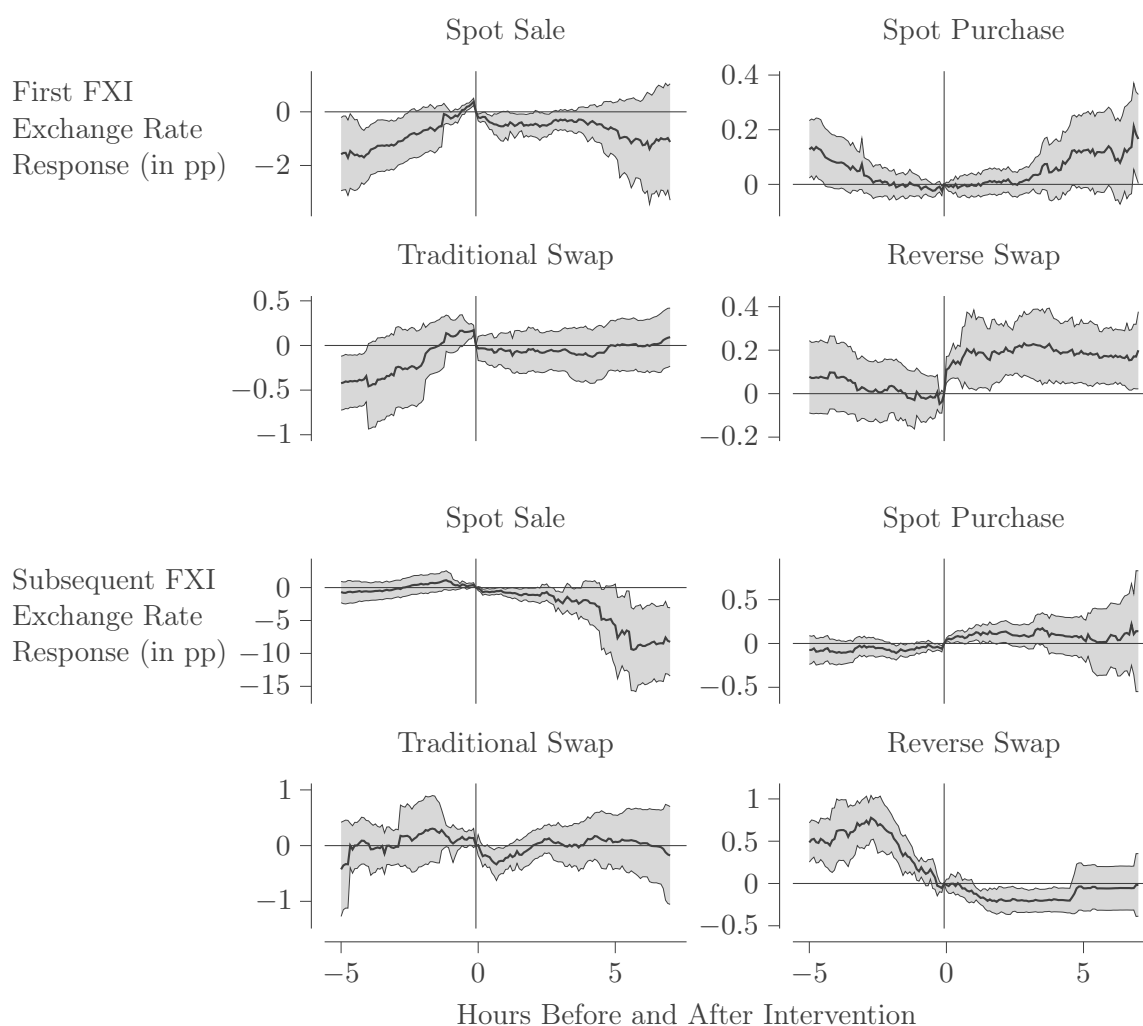 Spot Sale
Spot Purchase
First FXI
Exchange Rate
Response (in pp)
0
−2
0.4
0.2
0
Traditional Swap
Reverse Swap
0.5
0
−0.5
−1
0.4
0.2
0
−0.2
Spot Sale
Spot Purchase
Subsequent FXI
Exchange Rate
Response (in pp)
0
−5
−10
−15
0.5
0
−0.5
Traditional Swap
Reverse Swap
1
0
−1
1
0.5
0
−0.5
−5 0 5
−5 0 5
Hours Before and After Intervention